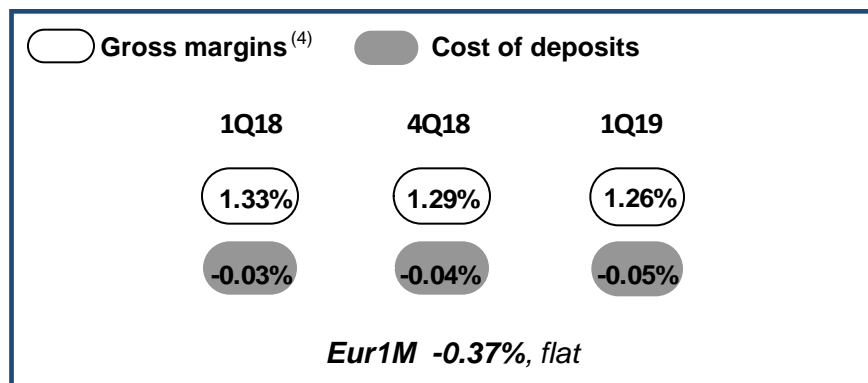 Gross margins (4) Cost of deposits
1Q18 4Q18 1Q19
1.33% 1.29% 1.26%
-0.03% -0.04% -0.05%
Eur1M -0.37%, flat